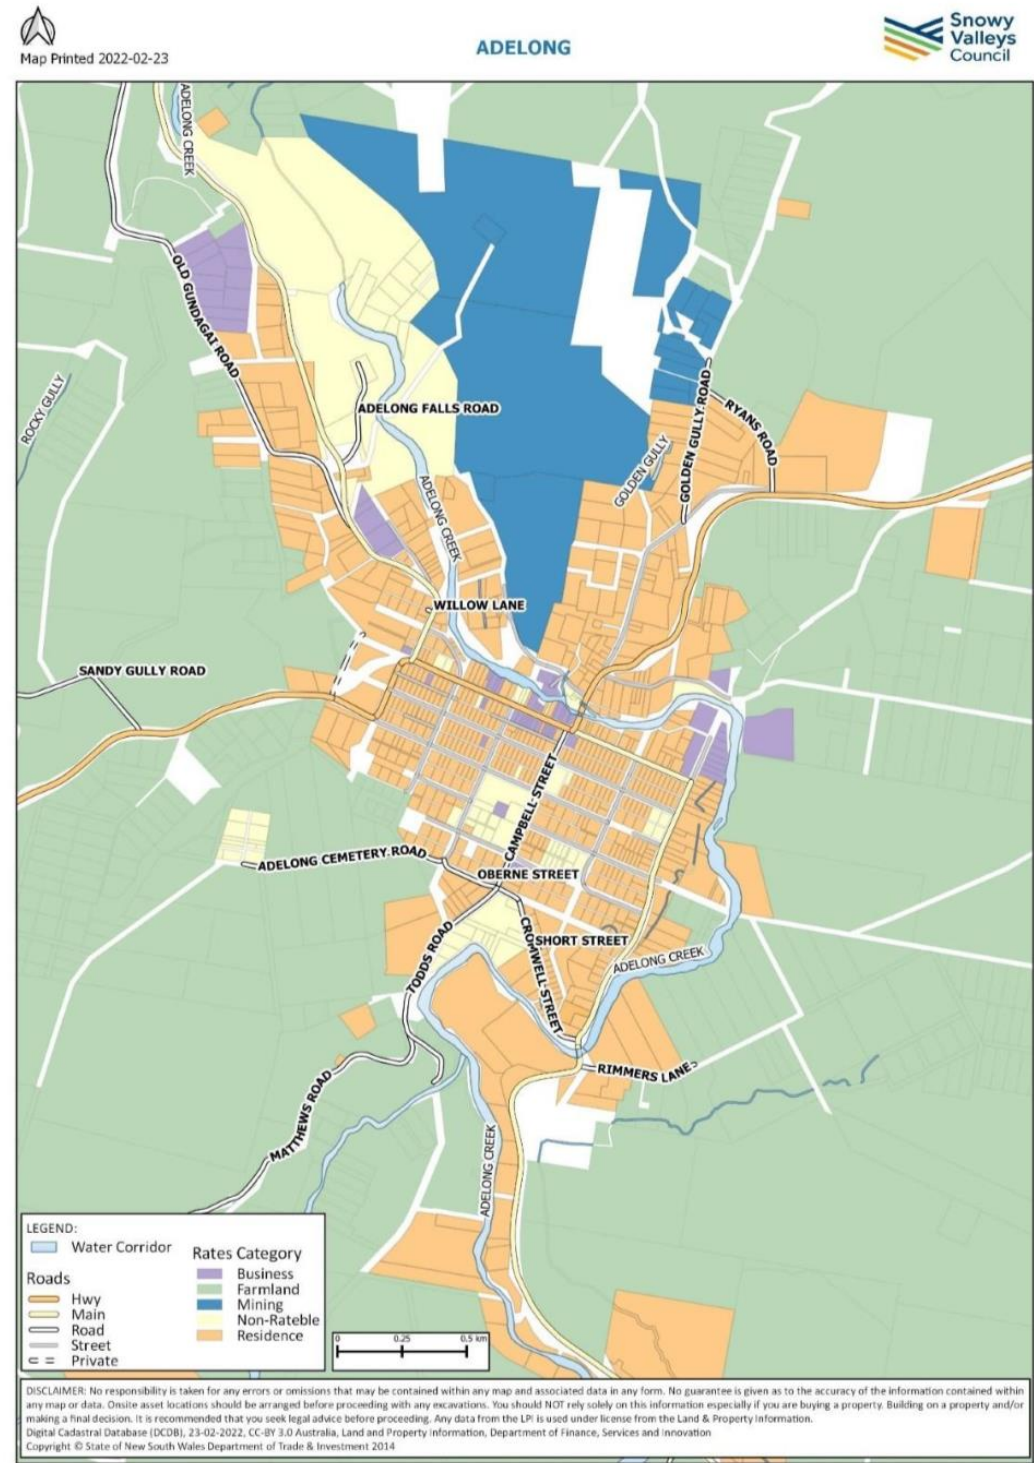 Map Printed 2022-02-23
ADELONG
Snowy
Valleys
Council
ADELONG CREEK
OLD GUNDAGAI ROAD
ROCKY GULLY
ADELONG FALLS ROAD
GOLDEN GULLY ROAD
RYANS ROAD
GOLDEN GULLY
ADELONG CREEK
WILLOW LANE
SANDY GULLY ROAD
CAMPBELL STREET
ADELONG CEMETERY ROAD
OBERNE STREET
TODDS ROAD
CROMWELL STREET
SHORT STREET
ADELONG CREEK
RIMMERS LANE
MATTHEWS ROAD
ADELONG CREEK
LEGEND:
Water Corridor
Roads
Hwy
Main
Road
Street
Private
Rates Category
Business
Farmland
Mining
Non-Rateble
Residence
0 0.25 0.5 km
DISCLAIMER: No responsibility is taken for any errors or omissions that may be contained within any map and associated data in any form. No guarantee is given as to the accuracy of the information contained within
any map or data. Onsite asset locations should be arranged before proceeding with any excavations. You should NOT rely solely on this information especially if you are buying a property. Building on a property and/or
making a final decision. It is recommended that you seek legal advice before proceeding. Any data from the LPI is used under license from the Land & Property Information.
Digital Cadastral Database (DCDB), 23-02-2022, CC-BY 3.0 Australia, Land and Property Information, Department of Finance, Services and Innovation
Copyright © State of New South Wales Department of Trade & Investment 2014